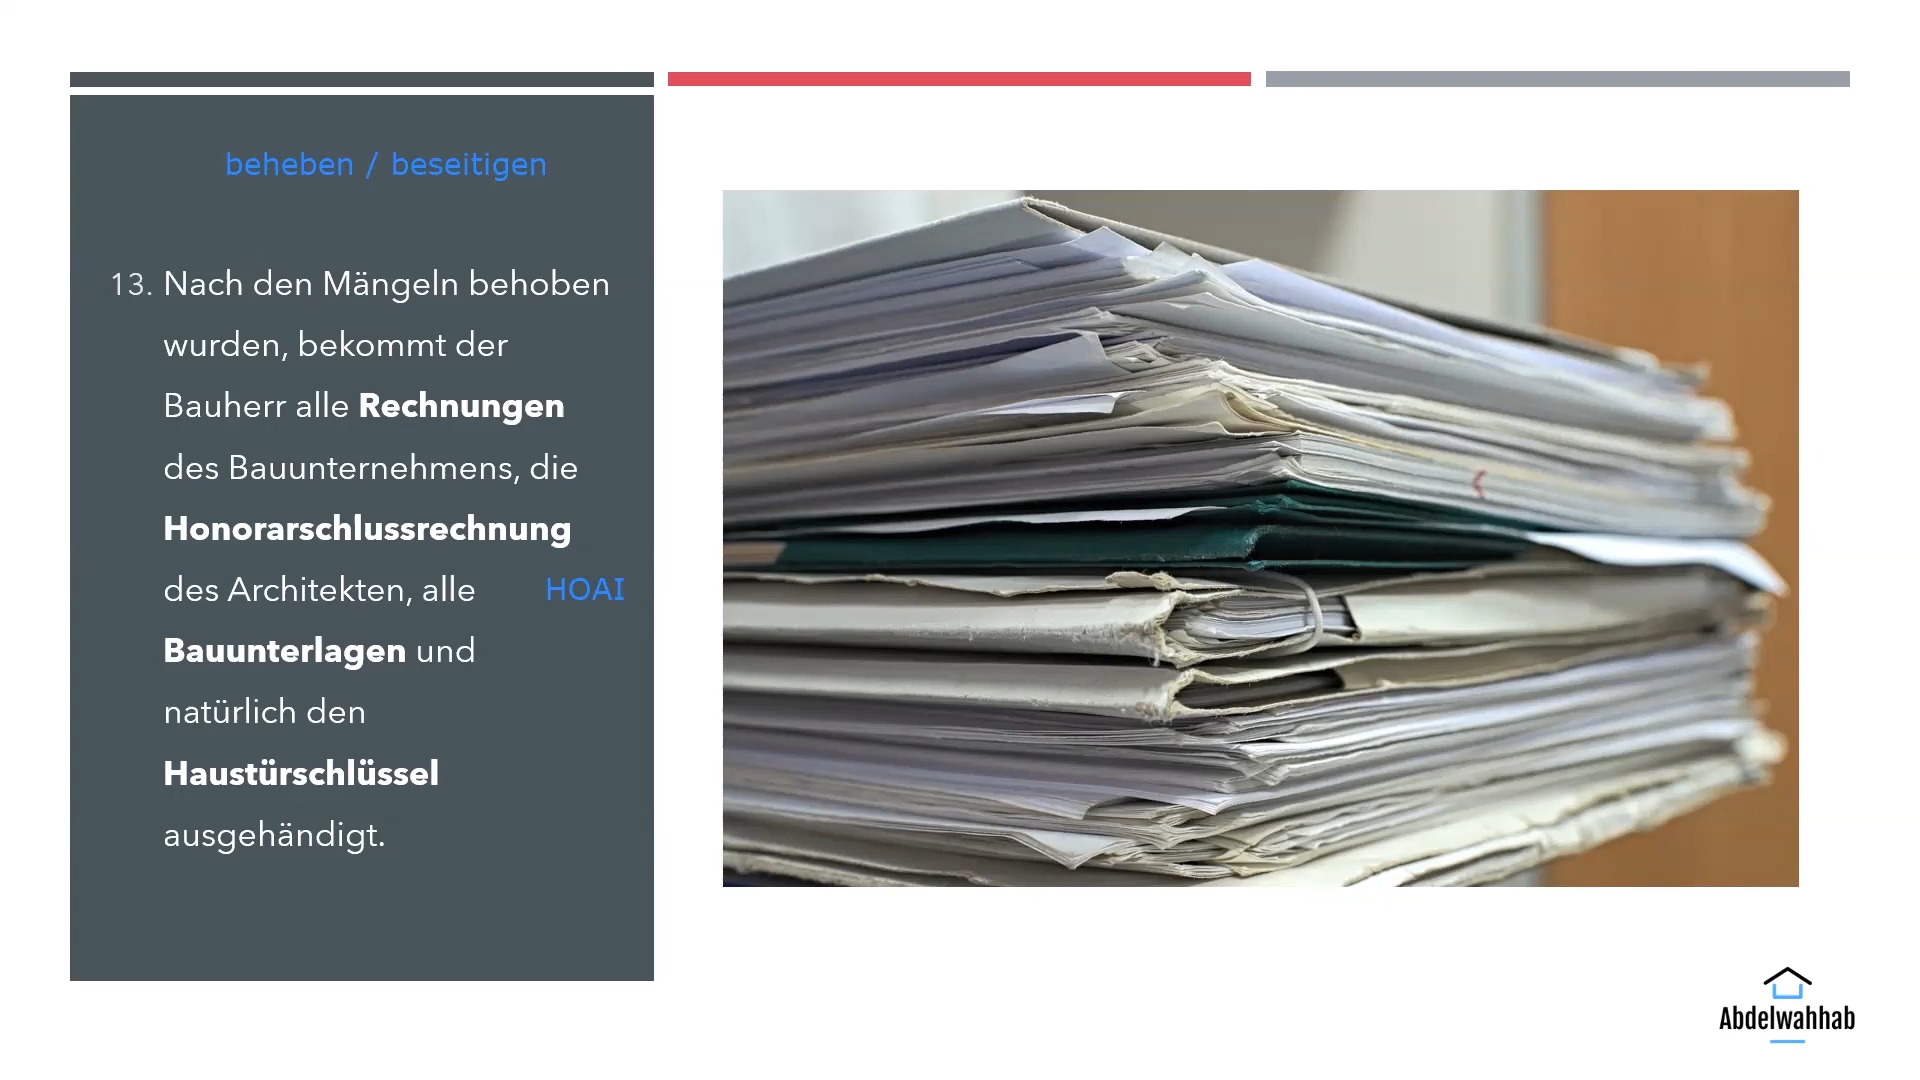 beheben / beseitigen
13. Nach den Mängeln behoben
wurden, bekommt der
Bauherr alle Rechnungen
des Bauunternehmens, die
Honorarschlussrechnung
des Architekten, alle HOAI
Bauunterlagen und
natürlich den
Haustürschlüssel
ausgehändigt.
Abdelwahhab